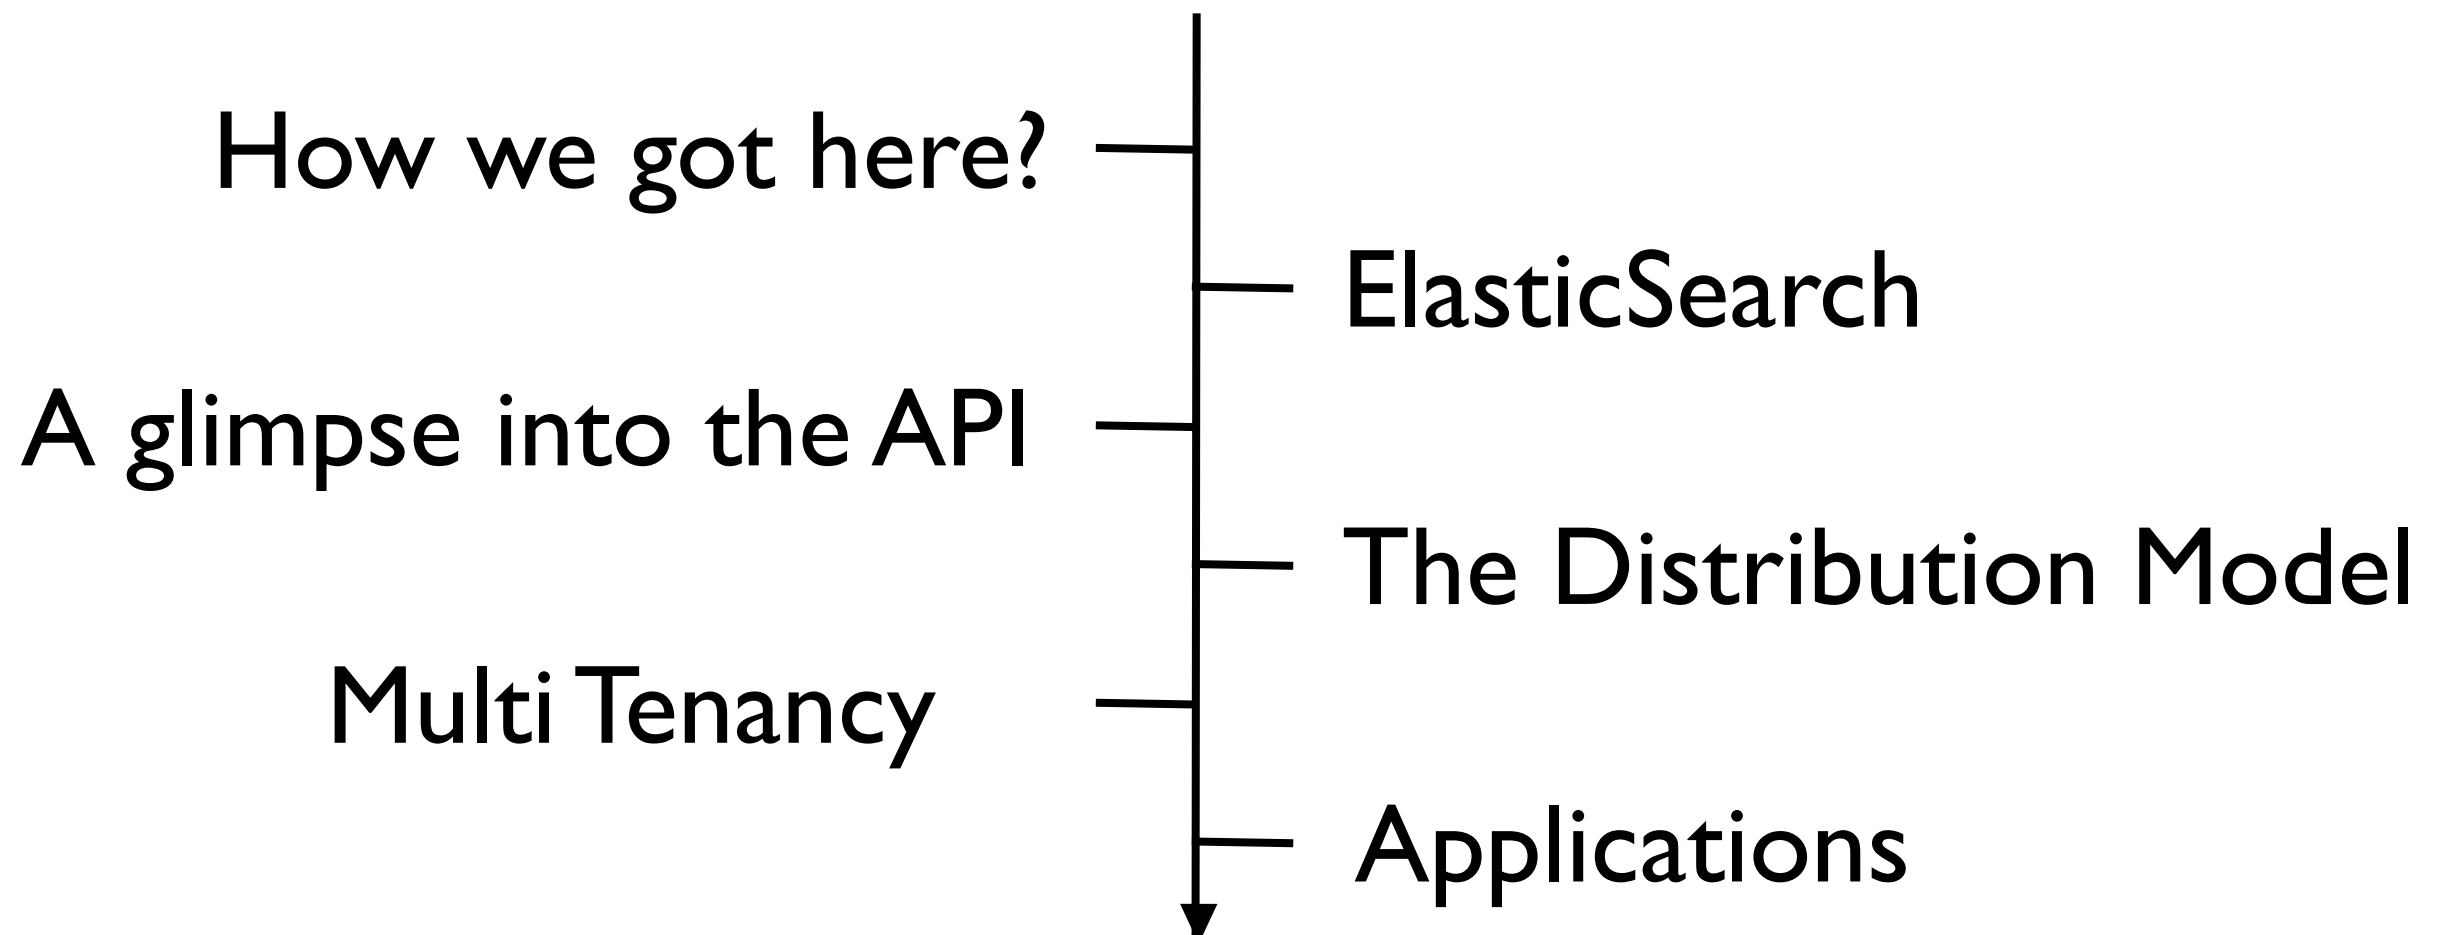 How we got here?
ElasticSearch
A glimpse into the API
The Distribution Model
Multi Tenancy
Applications